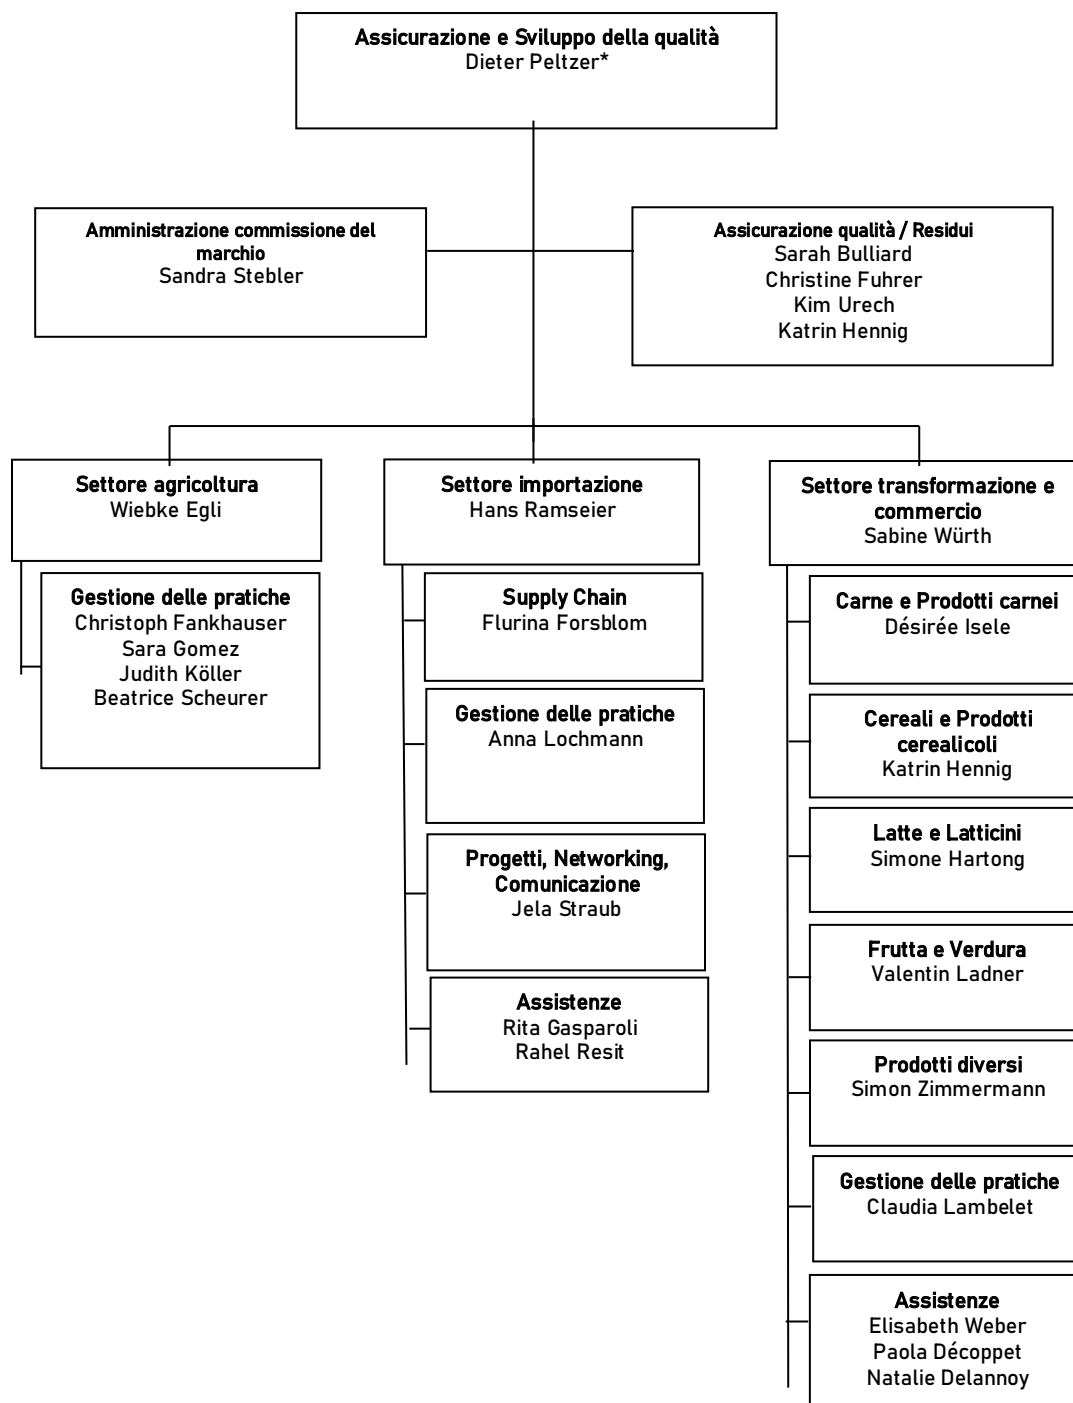 Assicurazione e Sviluppo della qualità
Dieter Peltzer*
Amministrazione commissione del
marchio
Sandra Stebler
Assicurazione qualità / Residui
Sarah Bulliard
Christine Fuhrer
Kim Urech
Katrin Hennig
Settore agricoltura
Wiebke Egli
Gestione delle pratiche
Christoph Fankhauser
Sara Gomez
Judith Köller
Beatrice Scheurer
Settore importazione
Hans Ramseier
Supply Chain
Flurina Forsblom
Gestione delle pratiche
Anna Lochmann
Progetti, Networking,
Comunicazione
Jela Straub
Assistenze
Rita Gasparoli
Rahel Resit
Settore transformazione e
commercio
Sabine Würth
Carne e Prodotti carnei
Désirée Isele
Cereali e Prodotti
cerealicoli
Katrin Hennig
Latte e Latticini
Simone Hartong
Frutta e Verdura
Valentin Ladner
Prodotti diversi
Simon Zimmermann
Gestione delle pratiche
Claudia Lambelet
Assistenze
Elisabeth Weber
Paola Décoppet
Natalie Delannoy